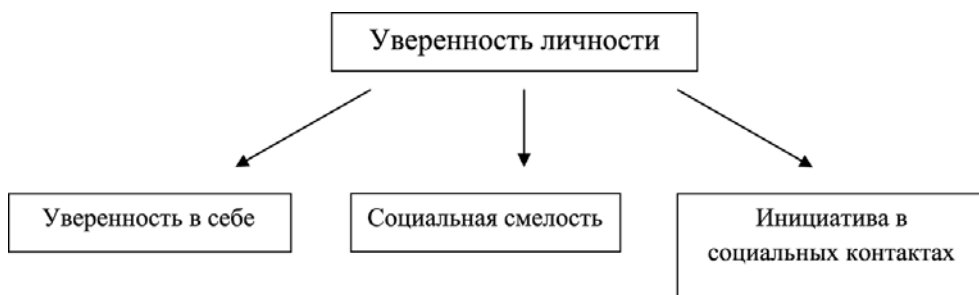 Уверенность личности
Уверенность в себе
Социальная смелость
Инициатива в
социальных контактах